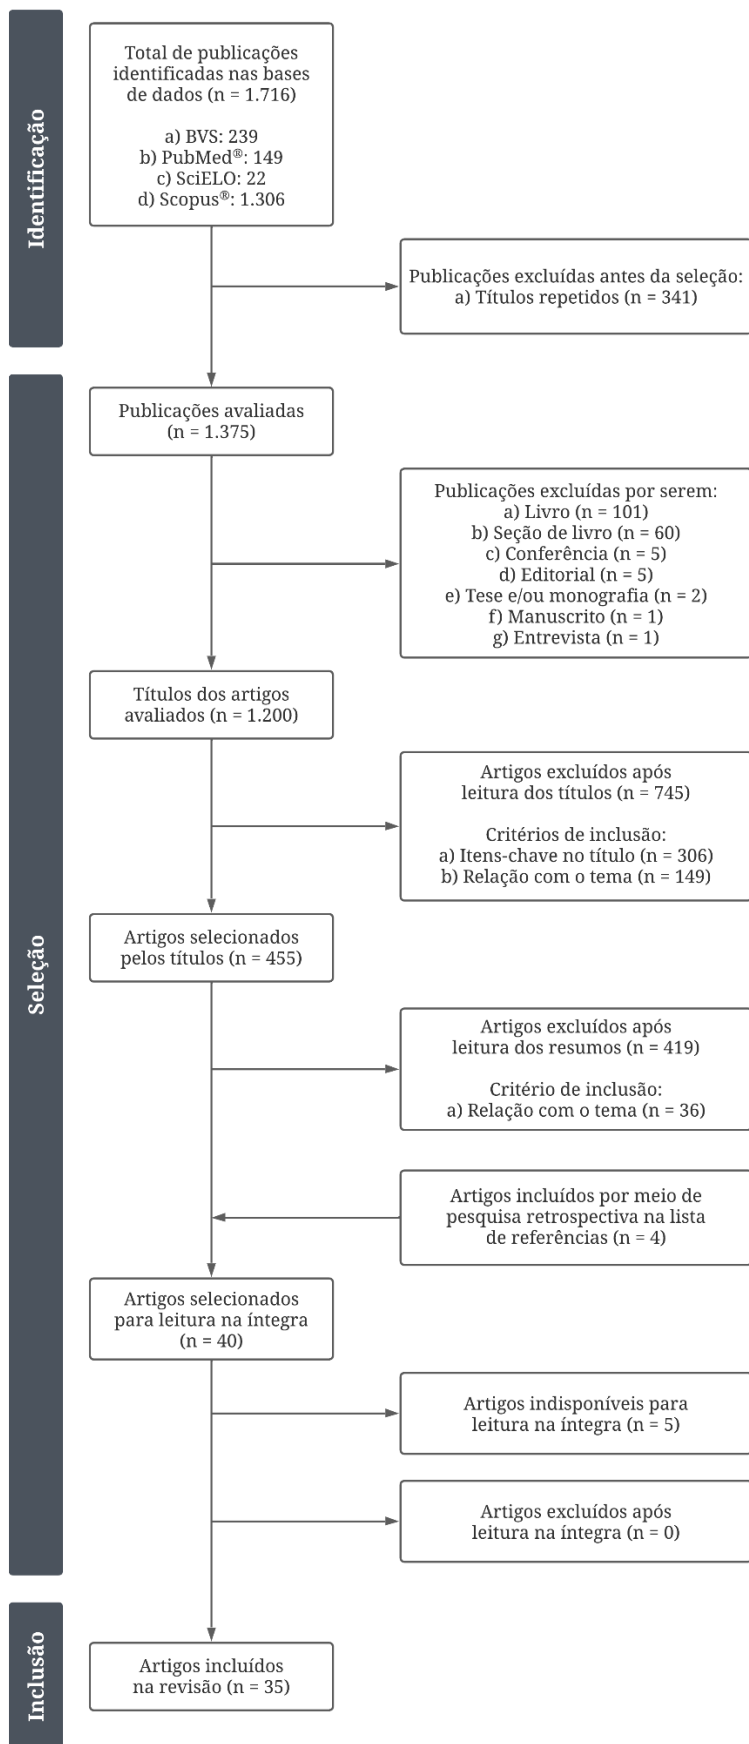 Identificação
Total de publicações
identificadas nas bases
de dados (n = 1.716)
a) BVS: 239
b) PubMed®: 149
c) SciELO: 22
d) Scopus®: 1.306
Publicações excluídas antes da seleção:
a) Títulos repetidos (n = 341)
Seleção
Publicações avaliadas
(n = 1.375)
Publicações excluídas por serem:
a) Livro (n = 101)
b) Seção de livro (n = 60)
c) Conferência (n = 5)
d) Editorial (n = 5)
e) Tese e/ou monografia (n = 2)
f) Manuscrito (n = 1)
g) Entrevista (n = 1)
Títulos dos artigos
avaliados (n = 1.200)
Artigos excluídos após
leitura dos títulos (n = 745)
Critérios de inclusão:
a) Itens-chave no título (n = 306)
b) Relação com o tema (n = 149)
Artigos selecionados
pelos títulos (n = 455)
Artigos excluídos após
leitura dos resumos (n = 419)
Critério de inclusão:
a) Relação com o tema (n = 36)
Artigos incluídos por meio de
pesquisa retrospectiva na lista
de referências (n = 4)
Artigos selecionados
para leitura na íntegra
(n = 40)
Artigos indisponíveis para
leitura na íntegra (n = 5)
Artigos excluídos após
leitura na íntegra (n = 0)
Inclusão
Artigos incluídos
na revisão (n = 35)